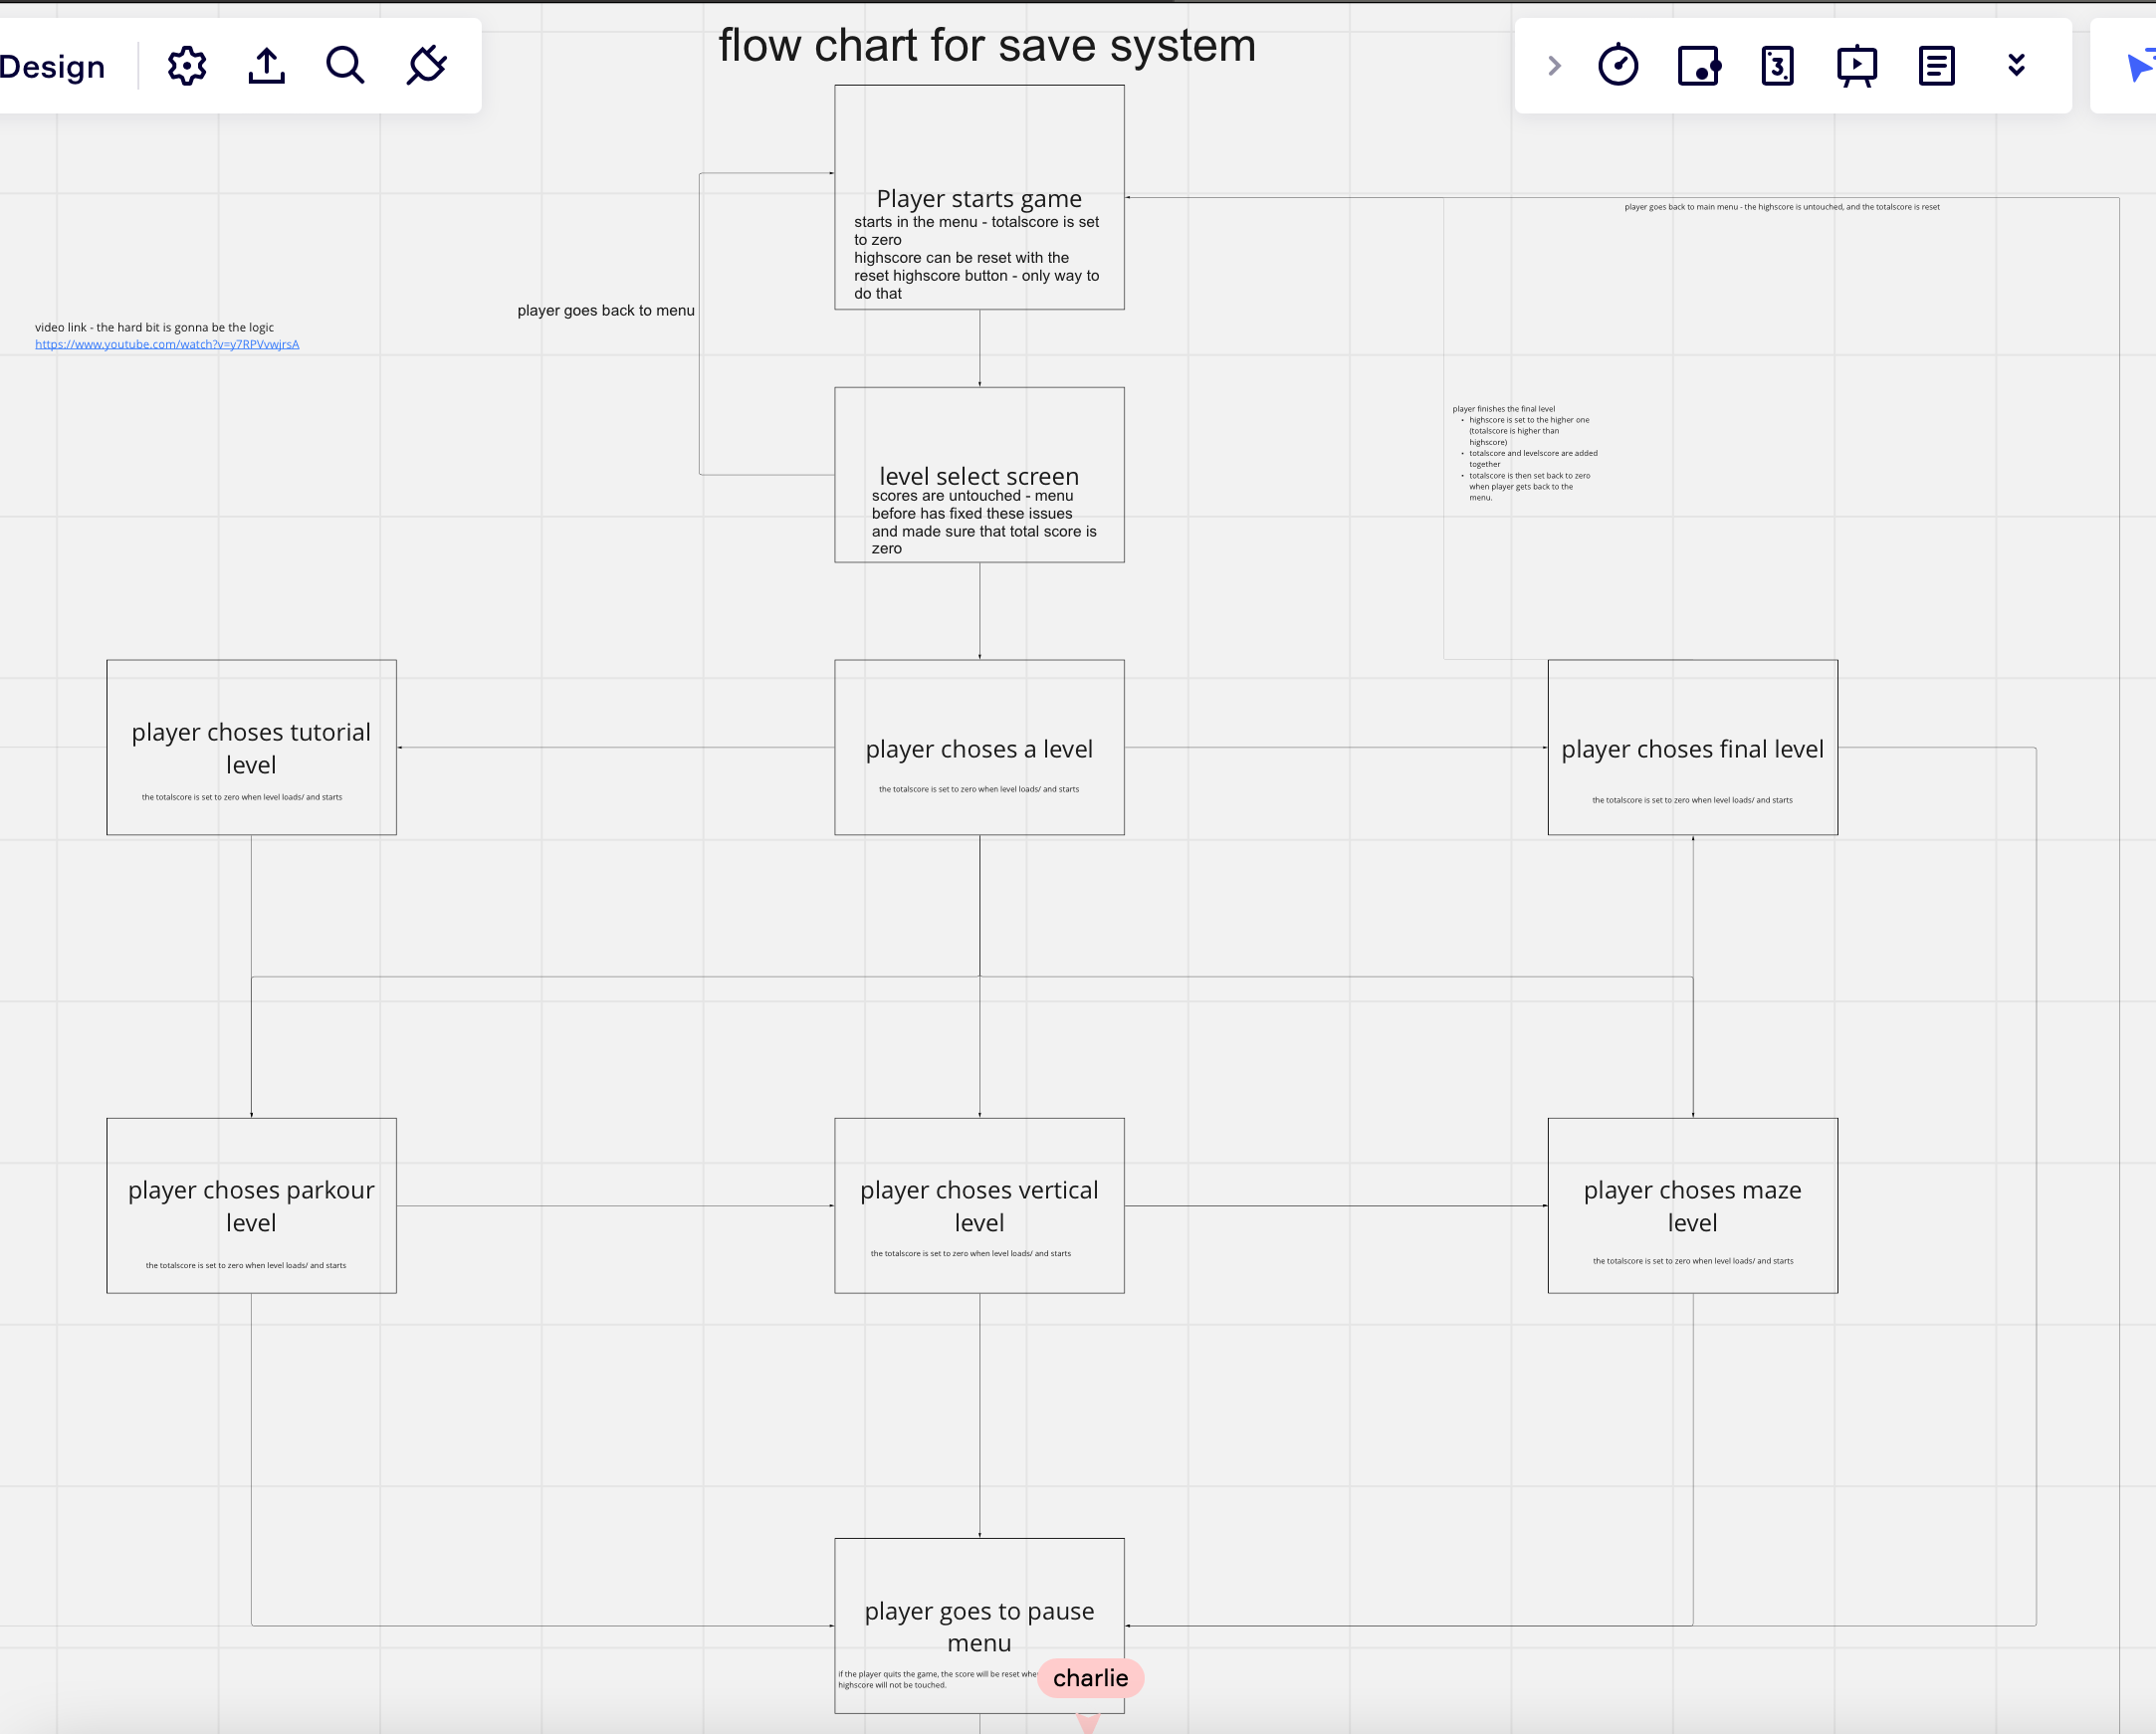 Design
flow chart for save system
3
Player starts game
starts in the menu - totalscore is set
to zero
highscore can be reset with the
reset highscore button - only way to
do that
player goes back to main menu - the highscore is untouched, and the totalscore is reset
player goes back to menu
video link - the hard bit is gonna be the logic
https://www.youtube.com/watch?v=y7RPVvwjrsA
player finishes the final level
• highscore is set to the higher one
(totalscore is higher than
highscore)
• totalscore and levelscore are added
together
• totalscore is then set back to zero
when player gets back to the
menu.
level select screen
scores are untouched - menu
before has fixed these issues
and made sure that total score is
zero
player choses tutorial
level
the totalscore is set to zero when level loads/ and starts
player choses a level
the totalscore is set to zero when level loads/ and starts
player choses final level
the totalscore is set to zero when level loads/ and starts
player choses parkour
level
the totalscore is set to zero when level loads/ and starts
player choses vertical
level
the totalscore is set to zero when level loads/ and starts
player choses maze
level
the totalscore is set to zero when level loads/ and starts
player goes to pause
menu
if the player quits the game, the score will be reset
highscore will not be touched.
charlie